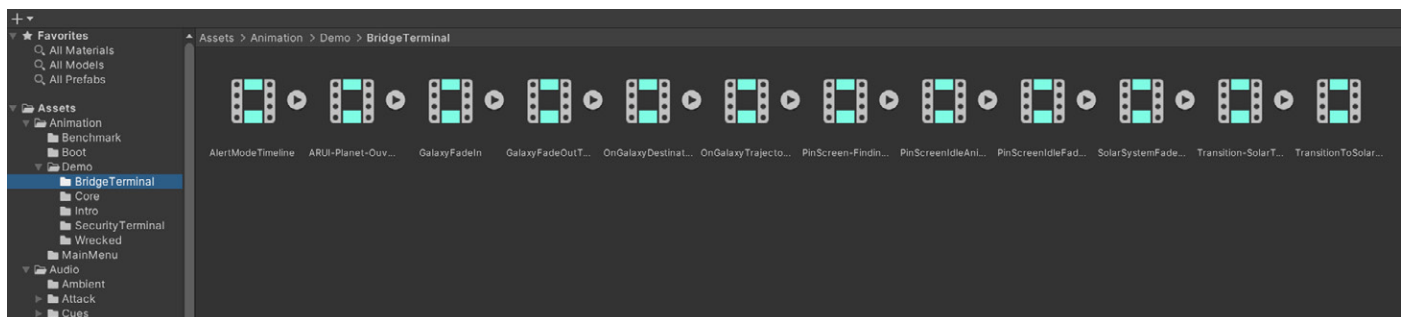 Favorites
All Materials
All Models
All Prefabs
Assets
Animation
Benchmark
Boot
Demo
BridgeTerminal
Core
Intro
SecurityTerminal
Wrecked
MainMenu
Audio
Ambient
Attack
Cues
Assets > Animation > Demo > BridgeTerminal
AlertModeTimeline ARUI-Planet-Ouv... GalaxyFadeIn GalaxyFadeOutT... OnGalaxyDestinat... OnGalaxyTrajecto... PinScreen-Findin... PinScreenIdleAni... PinScreenIdleFad... SolarSystemFade... Transition-SolarT... TransitionToSolar...